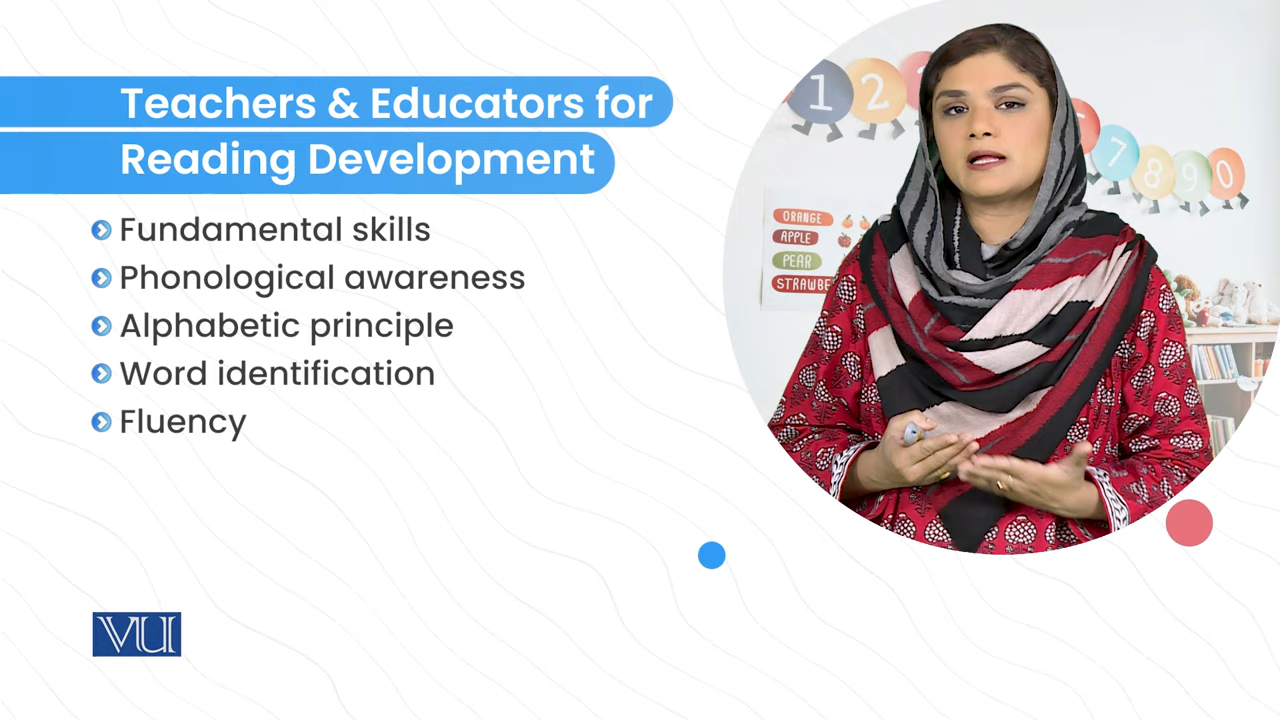 Teachers & Educators for
Reading Development
Fundamental skills
Phonological awareness
Alphabetic principle
Word identification
Fluency
VU
1 2
7 8 9 0
ORANGE
APPLE
PEAR
STRAWBE